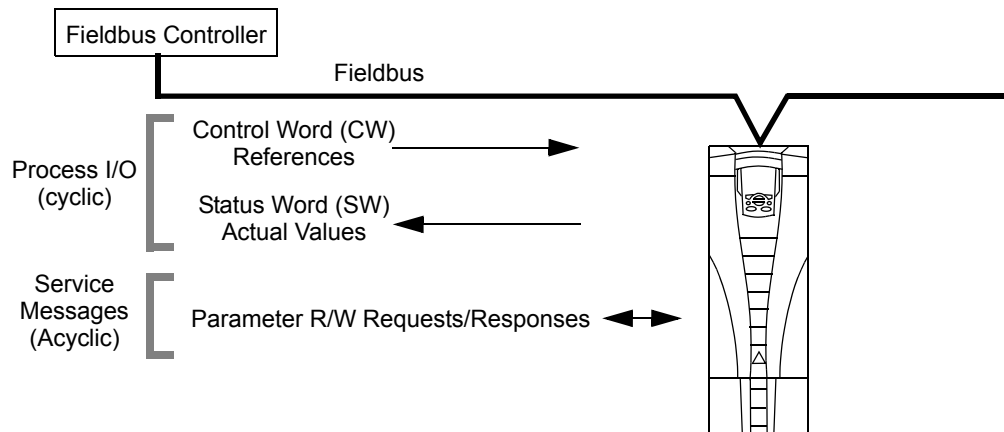 Fieldbus Controller
Fieldbus
Process I/O
(cyclic)
Control Word (CW)
References
Status Word (SW)
Actual Values
Service
Messages
(Acyclic)
Parameter R/W Requests/Responses